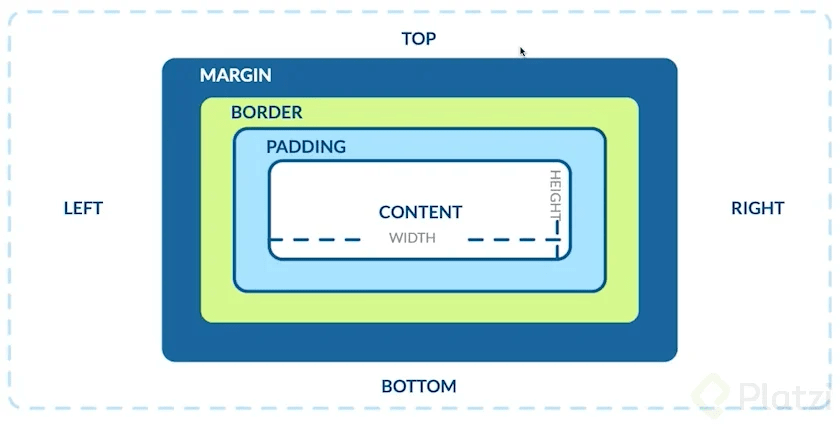 TOP
MARGIN
BORDER
PADDING
HEIGHT
LEFT
CONTENT
RIGHT
WIDTH
BOTTOM
Platzi